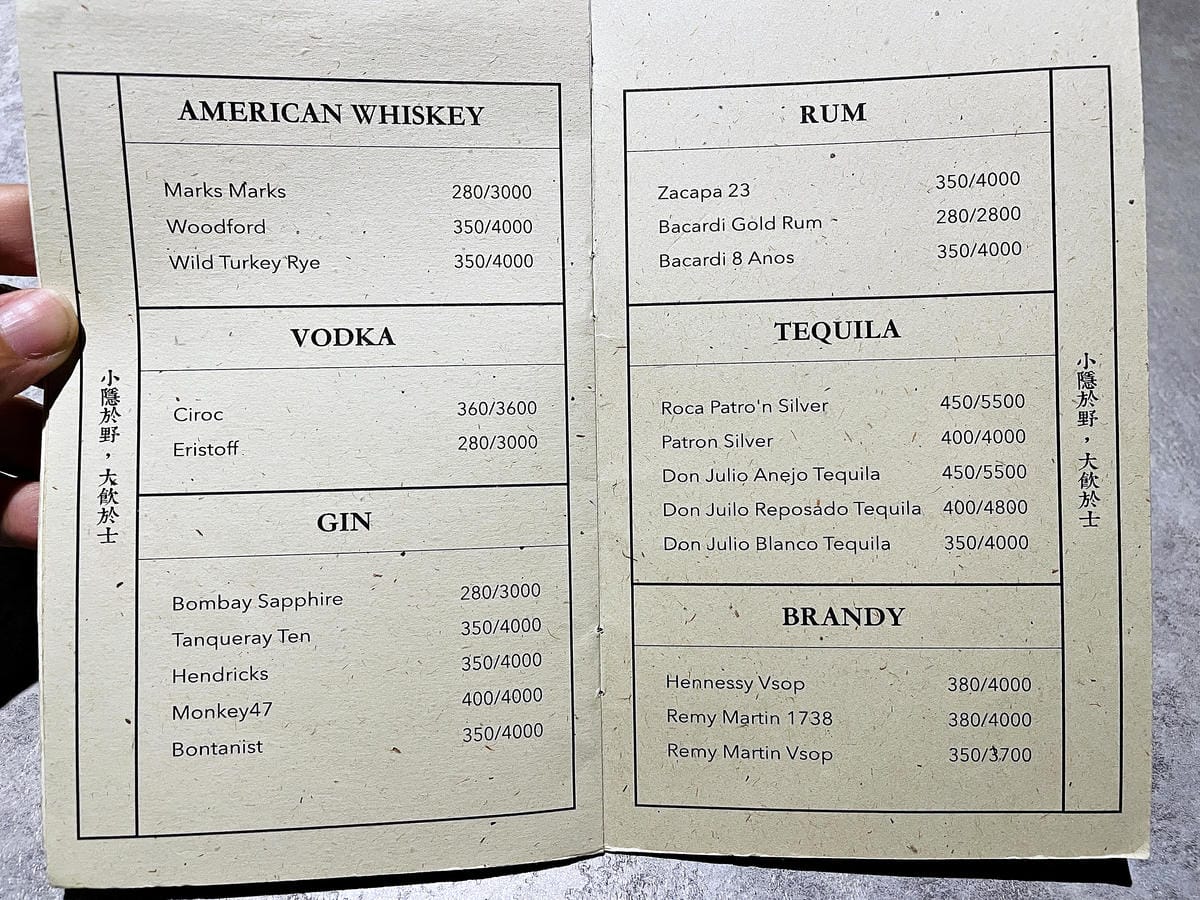 AMERICAN WHISKEY
Marks Marks 280/3000
Woodford 350/4000
Wild Turkey Rye 350/4000
VODKA
Ciroc 360/3600
Eristoff 280/3000
GIN
Bombay Sapphire 280/3000
Tanqueray Ten 350/4000
Hendricks 350/4000
Monkey47 400/4000
Bontanist 350/4000
小隱於野，大飲於士
RUM
Zacapa 23 350/4000
Bacardi Gold Rum 280/2800
Bacardi 8 Anos 350/4000
TEQUILA
Roca Patro'n Silver 450/5500
Patron Silver 400/4000
Don Julio Anejo Tequila 450/5500
Don Juilo Reposado Tequila 400/4800
Don Julio Blanco Tequila 350/4000
BRANDY
Hennessy Vsop 380/4000
Remy Martin 1738 380/4000
Remy Martin Vsop 350/3700
小隱於野，大飲於士